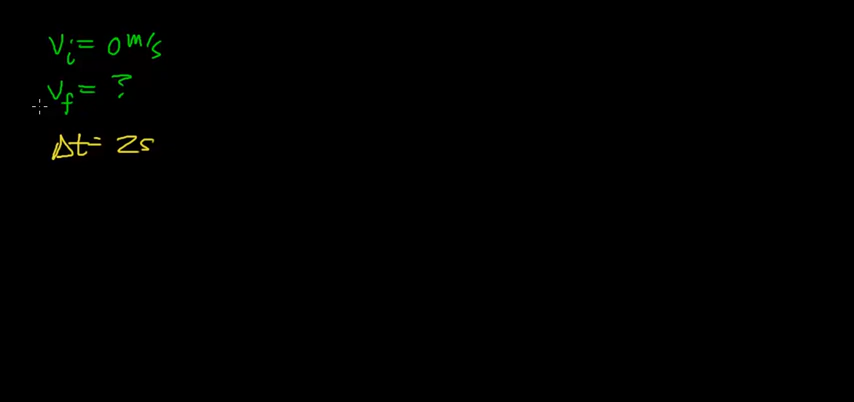 Vi = 0 m/s
Vf = ?
Δt = 2s